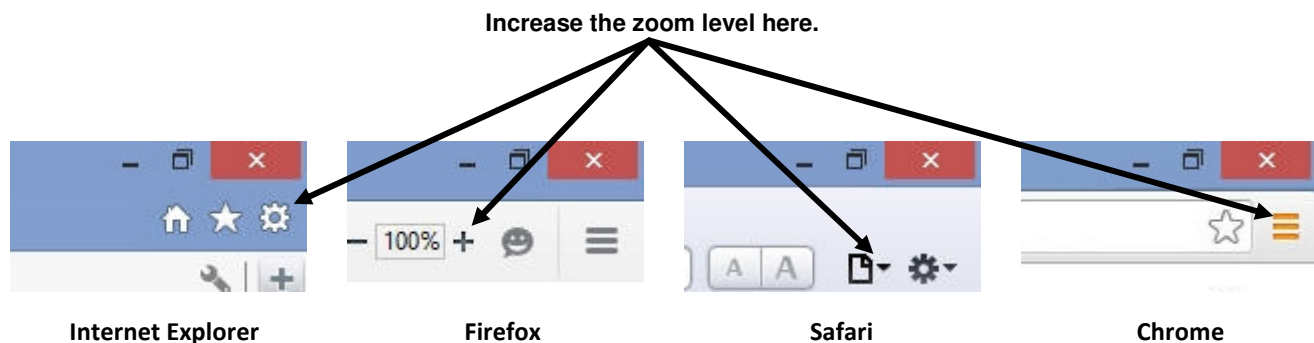 Increase the zoom level here.
100%
A A
Internet Explorer
Firefox
Safari
Chrome